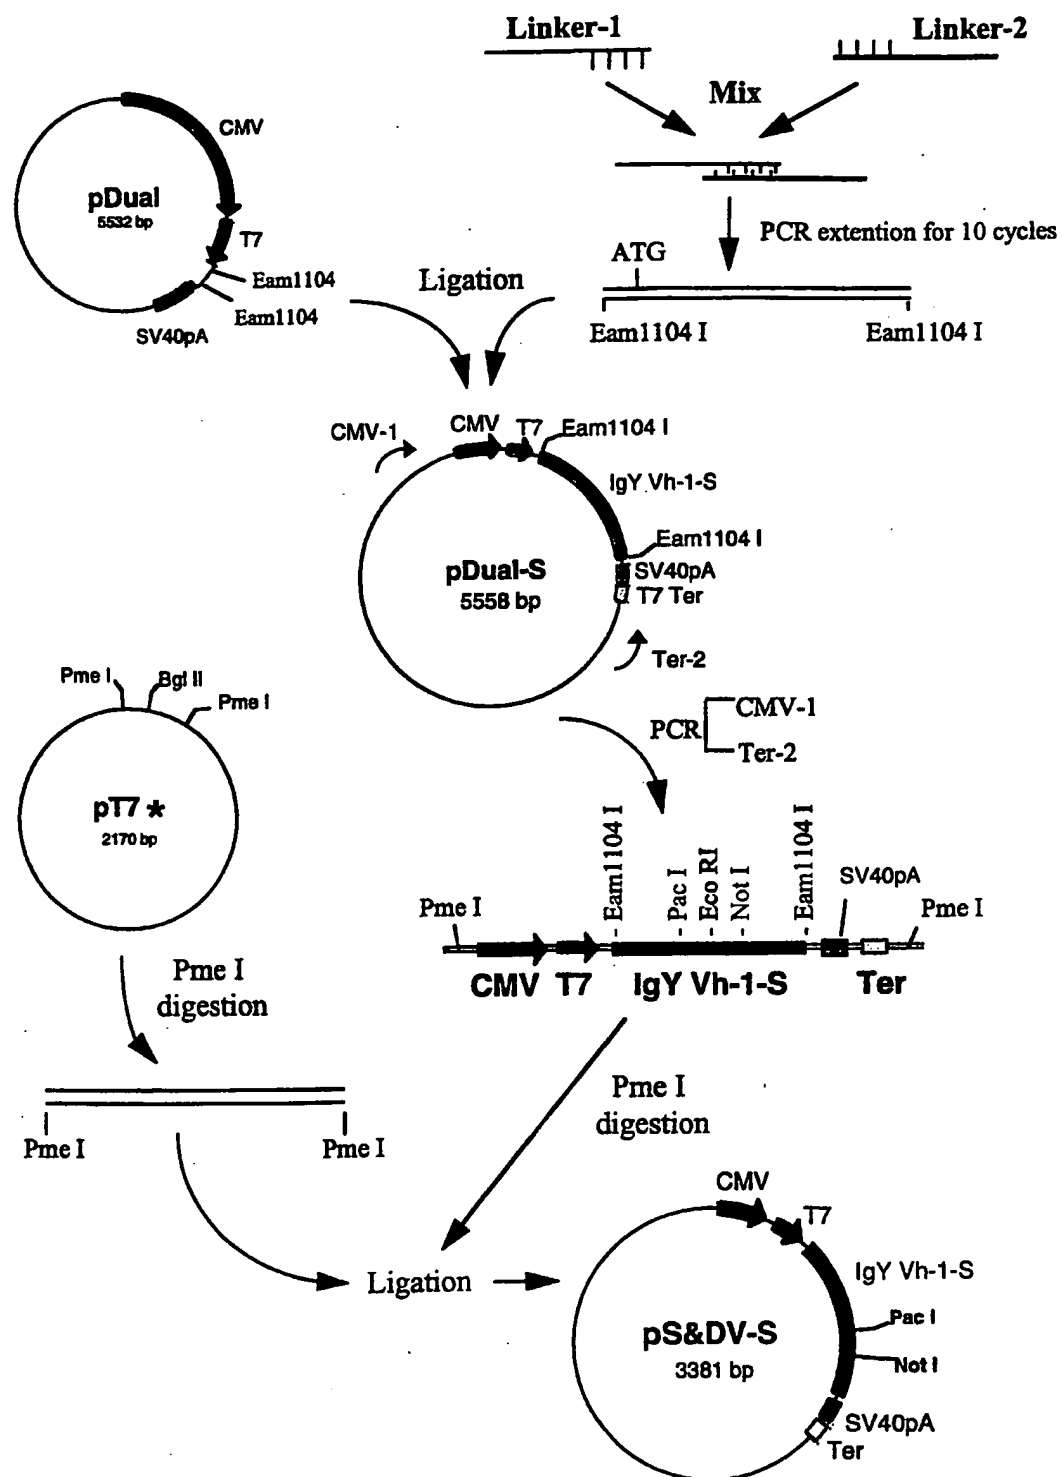 Linker-1
Linker-2
Mix
CMV
pDual
5532 bp
T7
Eam1104
Eam1104
SV40pA
PCR extention for 10 cycles
ATG
Ligation
Eam1104 I
Eam1104 I
CMV-1
CMV
T7
Eam1104 I
IgY Vh-1-S
Eam1104 I
pDual-S
5558 bp
SV40pA
T7 Ter
Ter-2
Pme I
Bgl II
Pme I
PCR
CMV-1
Ter-2
pT7 *
2170 bp
Eam1104 I
Pac I
Eco RI
Not I
Eam1104 I
SV40pA
Pme I
Pme I
CMV
T7
IgY Vh-1-S
Ter
Pme I
digestion
Pme I
digestion
Pme I
Pme I
CMV
T7
IgY Vh-1-S
Ligation
Pac I
pS&DV-S
3381 bp
Not I
SV40pA
Ter